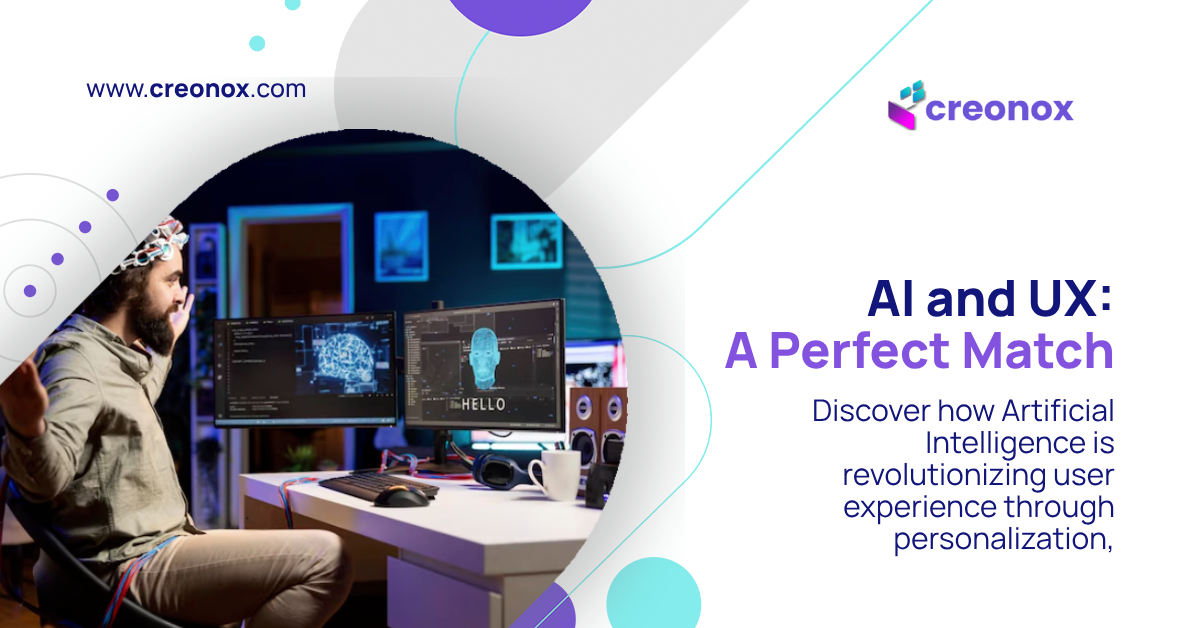 www.creonox.com
creonox
AI and UX:
A Perfect Match
Discover how Artificial
Intelligence is
revolutionizing user
experience through
personalization,
HELLO